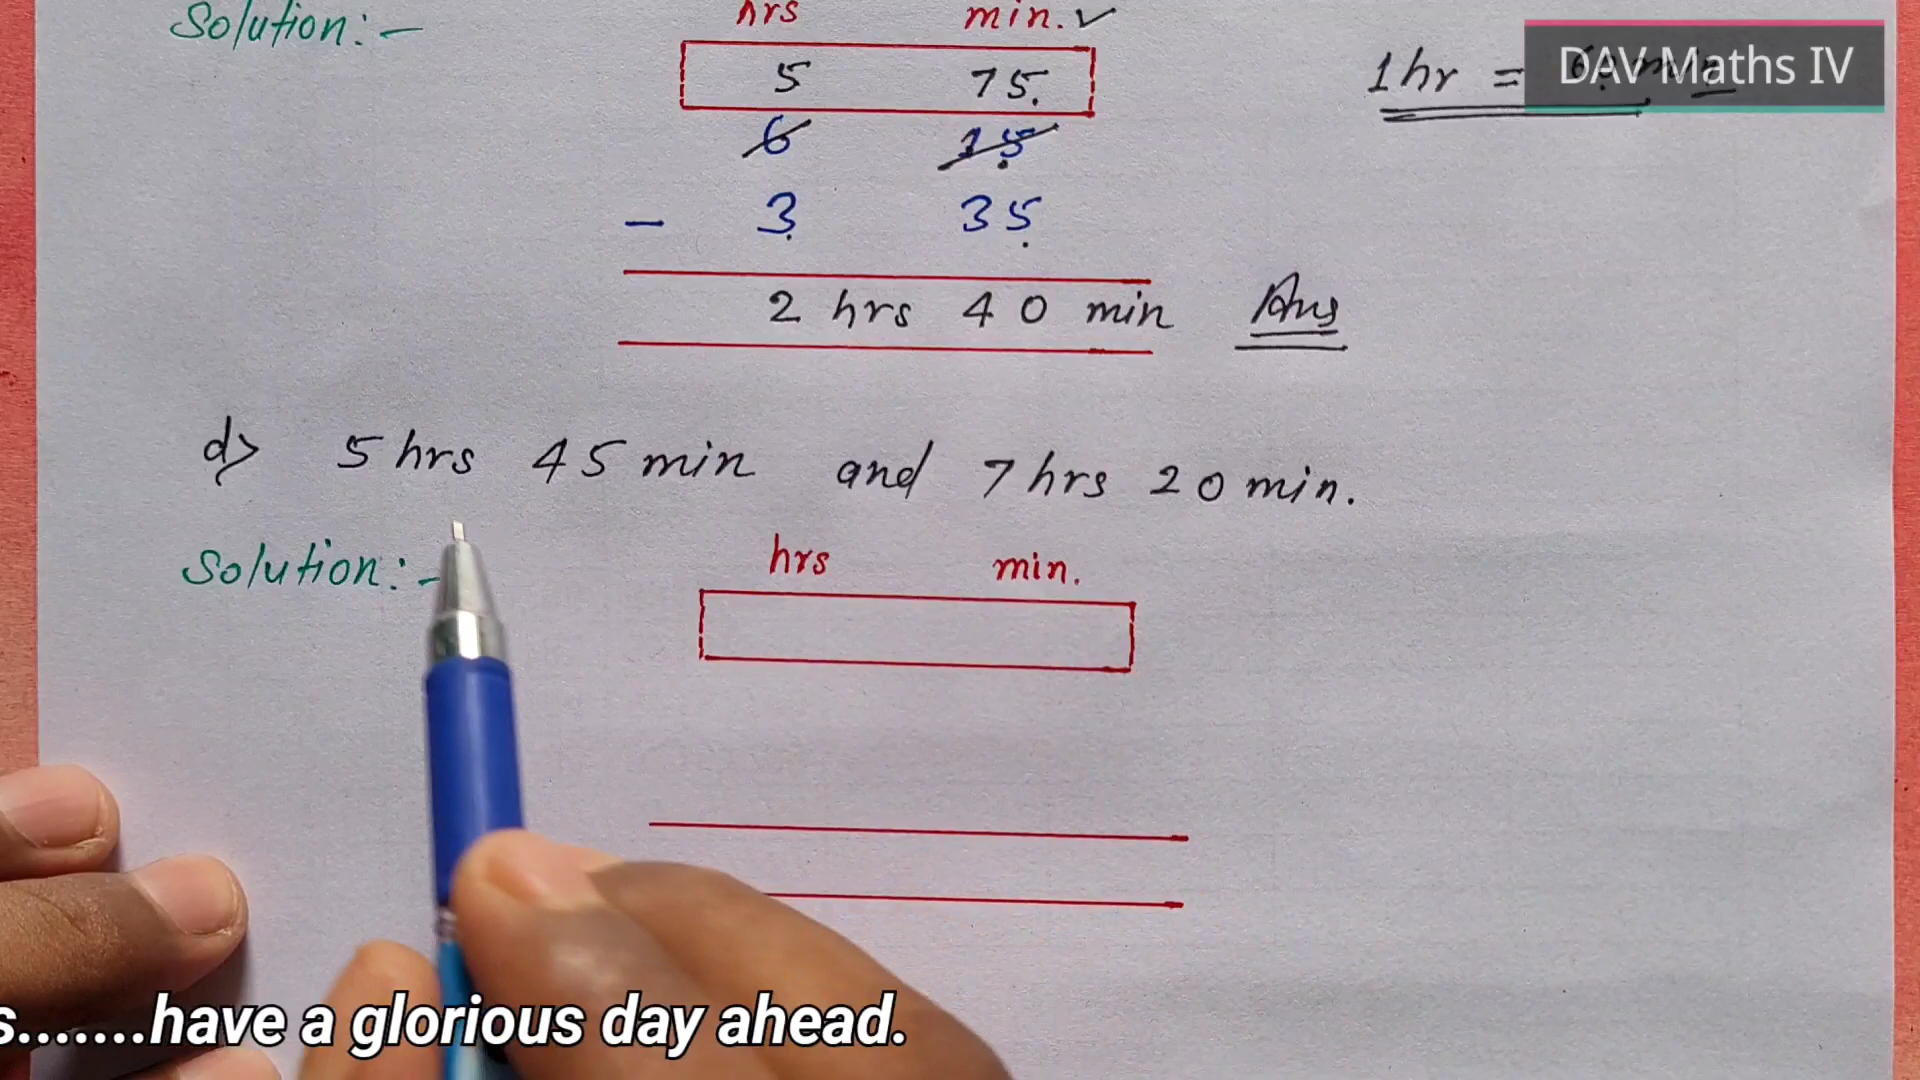 Solution:-
hrs min. ✓
5 75.
6 15
- 3 35
2 hrs 40 min Ans
1hr =
DAV Maths IV
d> 5 hrs 45 min and 7 hrs 20 min.
Solution:-
hrs min.
s.......have a glorious day ahead.